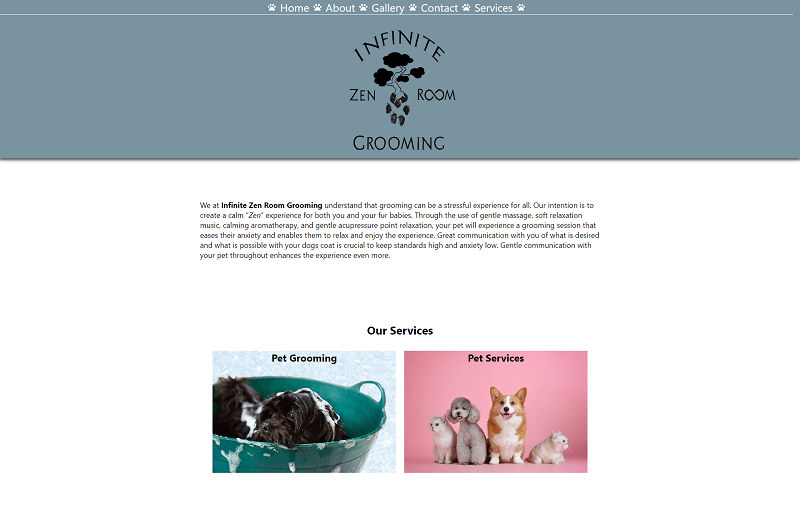 Home About Gallery Contact Services
INFINITE
ZEN ROOM
GROOMING
We at Infinite Zen Room Grooming understand that grooming can be a stressful experience for all. Our intention is to
create a calm "Zen" experience for both you and your fur babies. Through the use of gentle massage, soft relaxation
music, calming aromatherapy, and gentle acupressure point relaxation, your pet will experience a grooming session that
eases their anxiety and enables them to relax and enjoy the experience. Great communication with you of what is desired
and what is possible with your dogs coat is crucial to keep standards high and anxiety low. Gentle communication with
your pet throughout enhances the experience even more.
Our Services
Pet Grooming Pet Services